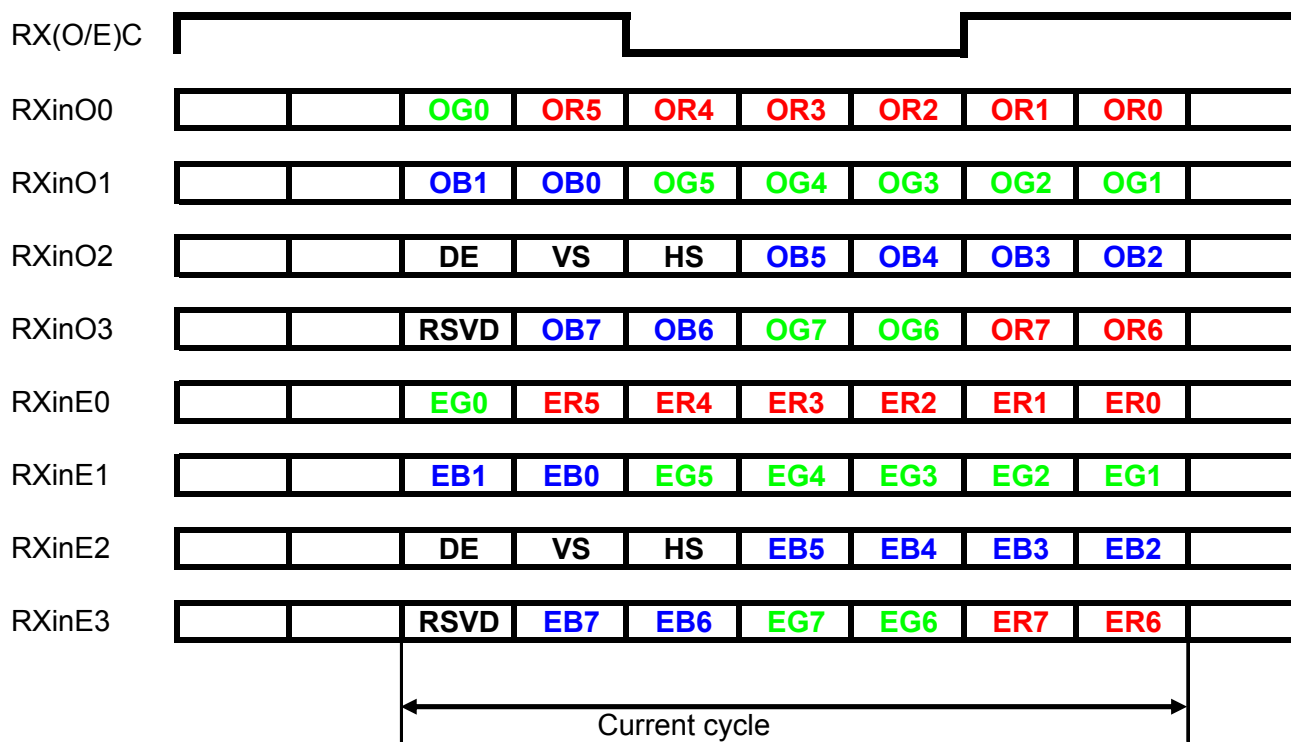 RX(O/E)C
RXinO0 OG0 OR5 OR4 OR3 OR2 OR1 OR0
RXinO1 OB1 OB0 OG5 OG4 OG3 OG2 OG1
RXinO2 DE VS HS OB5 OB4 OB3 OB2
RXinO3 RSVD OB7 OB6 OG7 OG6 OR7 OR6
RXinE0 EG0 ER5 ER4 ER3 ER2 ER1 ER0
RXinE1 EB1 EB0 EG5 EG4 EG3 EG2 EG1
RXinE2 DE VS HS EB5 EB4 EB3 EB2
RXinE3 RSVD EB7 EB6 EG7 EG6 ER7 ER6
Current cycle